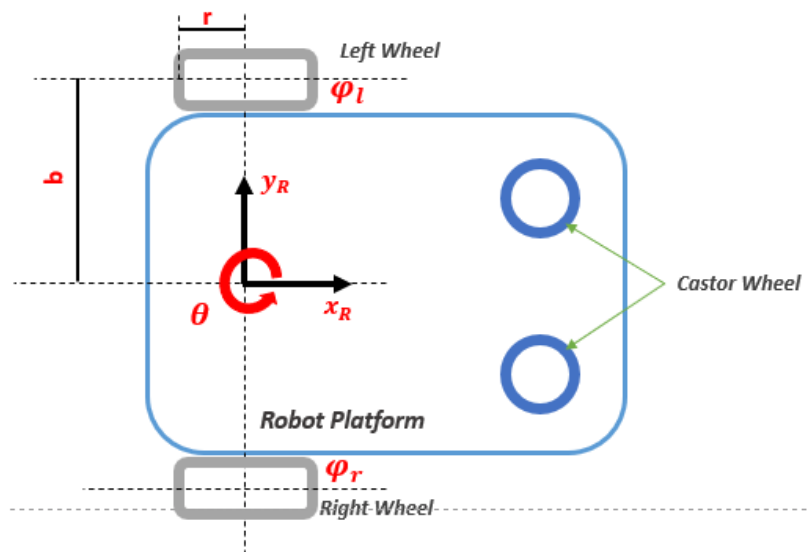 r
Left Wheel
φl
b
yR
Castor Wheel
θ
xR
Robot Platform
φr
Right Wheel